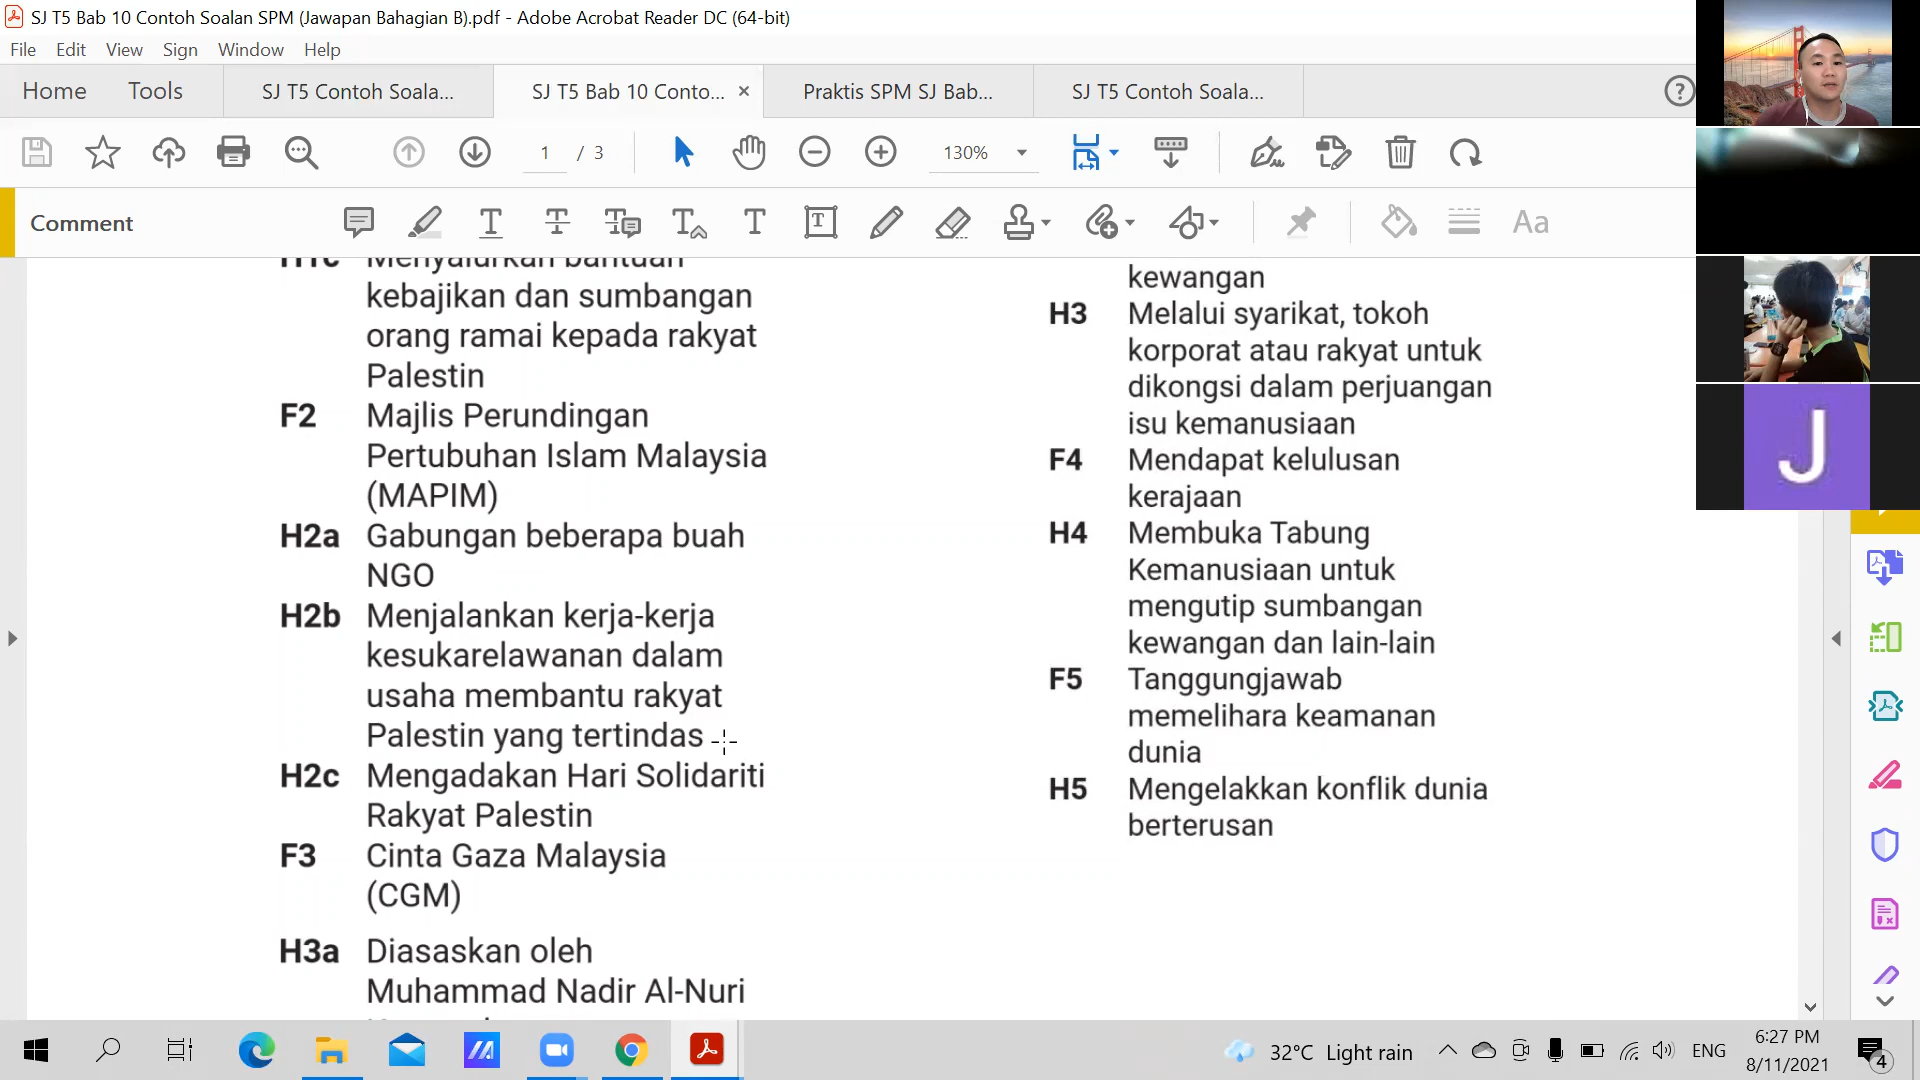 SJ T5 Bab 10 Contoh Soalan SPM (Jawapan Bahagian B).pdf - Adobe Acrobat Reader DC (64-bit)
File Edit View Sign Window Help
Home Tools SJ T5 Contoh Soala... SJ T5 Bab 10 Conto... × Praktis SPM SJ Bab... SJ T5 Contoh Soala...
1 / 3 130%
Comment
H1c Menyalurkan bantuan
kebajikan dan sumbangan
orang ramai kepada rakyat
Palestin
F2 Majlis Perundingan
Pertubuhan Islam Malaysia
(MAPIM)
H2a Gabungan beberapa buah
NGO
H2b Menjalankan kerja-kerja
kesukarelawanan dalam
usaha membantu rakyat
Palestin yang tertindas
H2c Mengadakan Hari Solidariti
Rakyat Palestin
F3 Cinta Gaza Malaysia
(CGM)
H3a Diasaskan oleh
Muhammad Nadir Al-Nuri
kewangan
H3 Melalui syarikat, tokoh
korporat atau rakyat untuk
dikongsi dalam perjuangan
isu kemanusiaan
F4 Mendapat kelulusan
kerajaan
H4 Membuka Tabung
Kemanusiaan untuk
mengutip sumbangan
kewangan dan lain-lain
F5 Tanggungjawab
memelihara keamanan
dunia
H5 Mengelakkan konflik dunia
berterusan
J
32°C Light rain
ENG
6:27 PM
8/11/2021
4